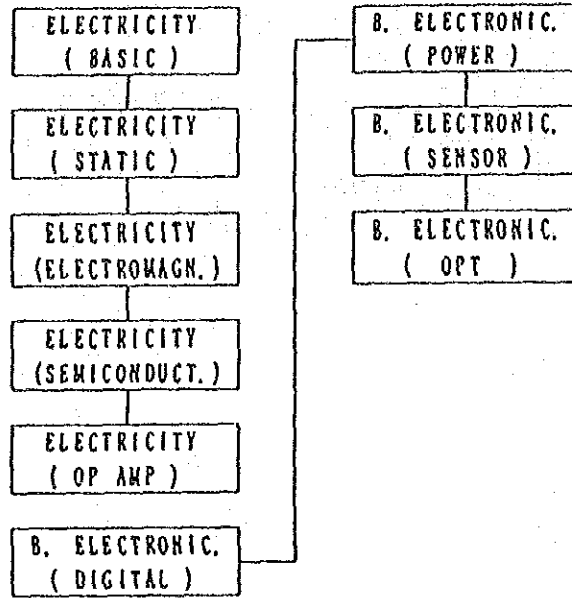 ELECTRICITY
( BASIC )
ELECTRICITY
( STATIC )
ELECTRICITY
(ELECTROMAGN.)
ELECTRICITY
(SEMICONDUCT.)
ELECTRICITY
( OP AMP )
B. ELECTRONIC.
( DIGITAL )
B. ELECTRONIC.
( POWER )
B. ELECTRONIC.
( SENSOR )
B. ELECTRONIC.
( OPT )